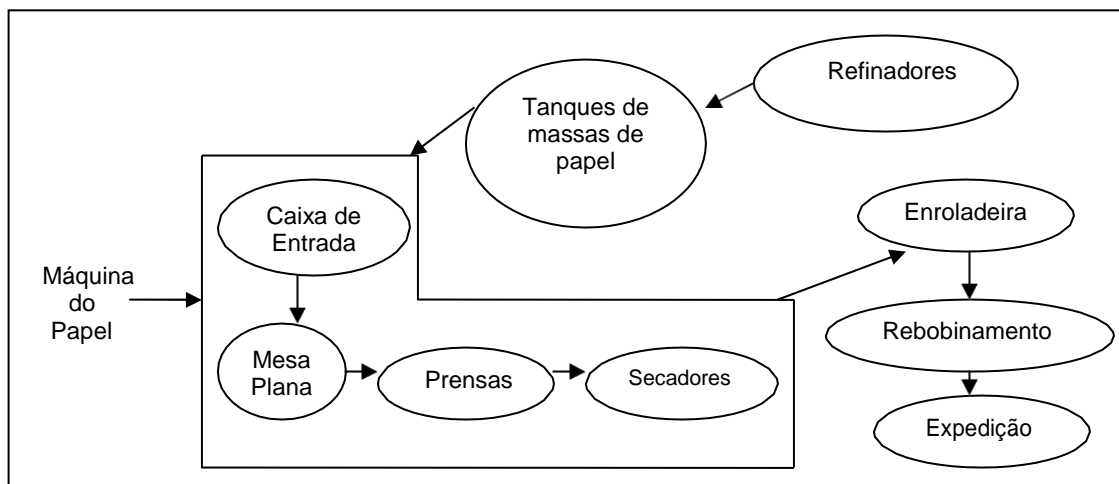 Refinadores
Tanques de
massas de
papel
Caixa de
Entrada
Enroladeira
Máquina
do
Papel
Rebobinamento
Mesa
Plana
Prensas
Secadores
Expedição